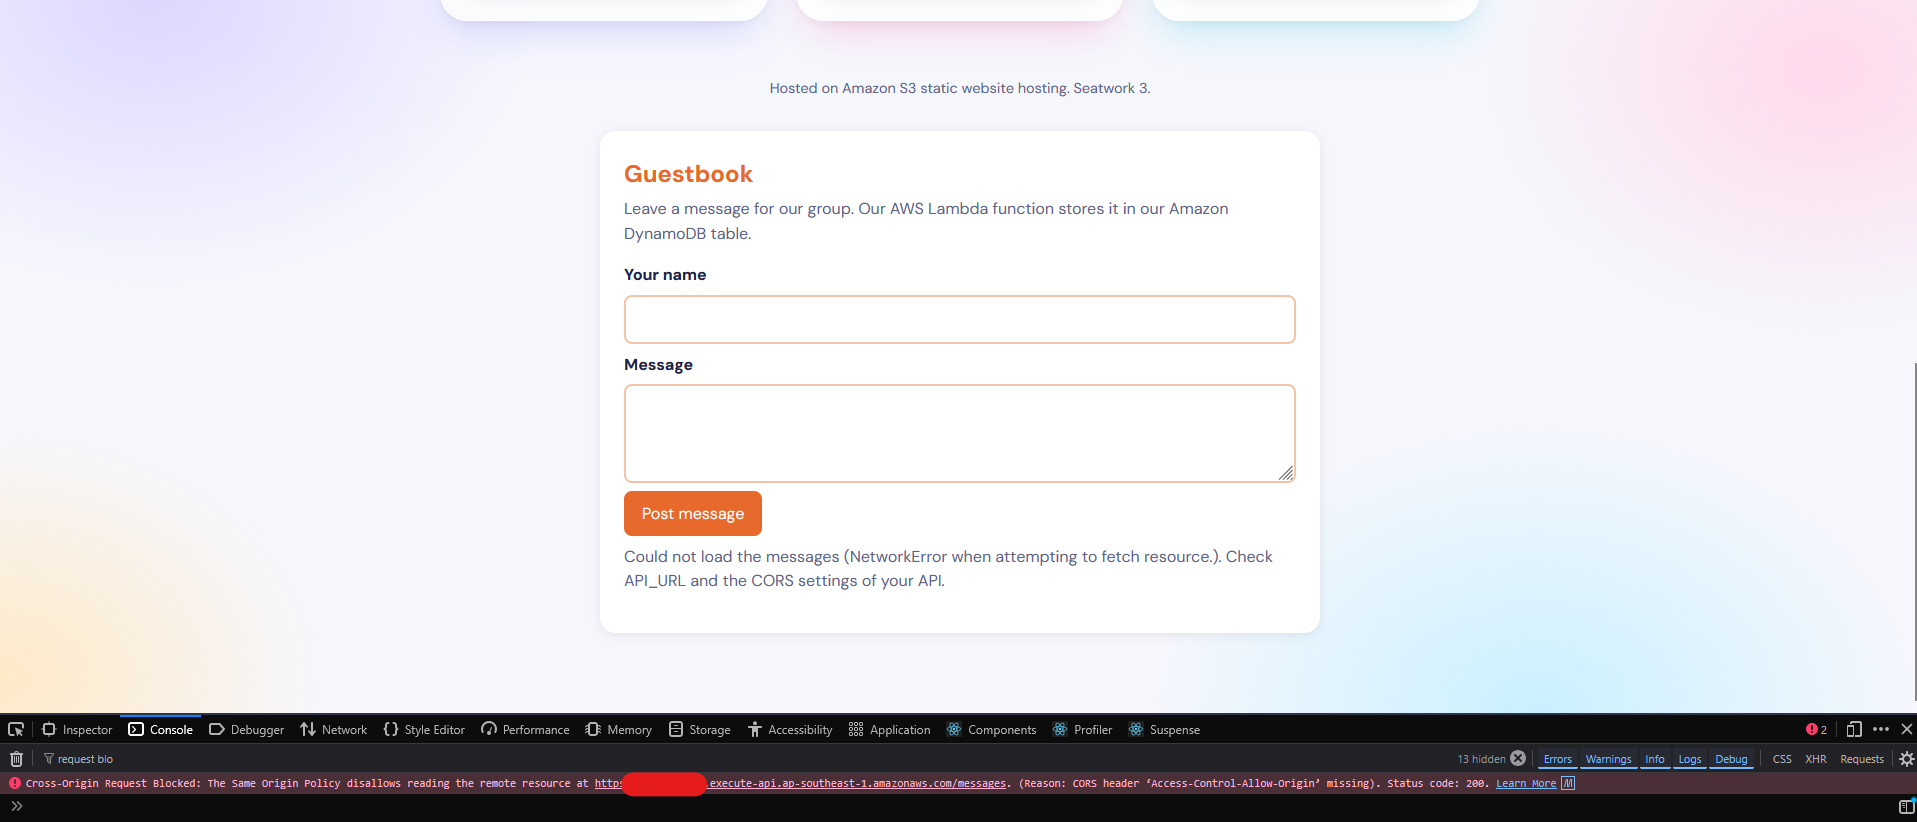 Hosted on Amazon S3 static website hosting. Seatwork 3.
Guestbook
Leave a message for our group. Our AWS Lambda function stores it in our Amazon
DynamoDB table.
Your name
Message
Post message
Could not load the messages (NetworkError when attempting to fetch resource.). Check
API_URL and the CORS settings of your API.
Inspector Console Debugger Network Style Editor Performance Memory Storage Accessibility Application Components Profiler Suspense 2
request blo 13 hidden Errors Warnings Info Logs Debug CSS XHR Requests
Cross-Origin Request Blocked: The Same Origin Policy disallows reading the remote resource at http .execute-api.ap-southeast-1.amazonaws.com/messages. (Reason: CORS header ‘Access-Control-Allow-Origin’ missing). Status code: 200. Learn More